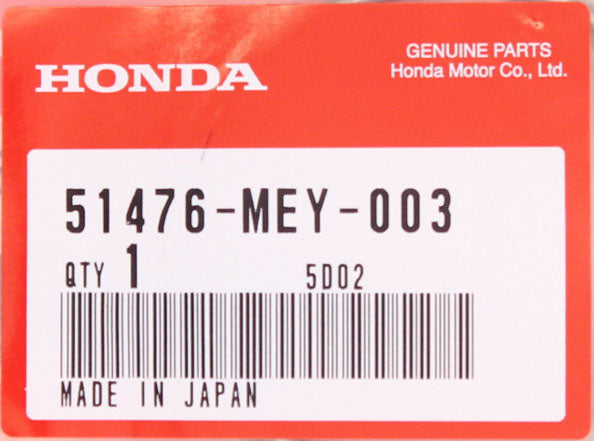 HONDA
GENUINE PARTS
Honda Motor Co., Ltd.
51476-MEY-003
QTY 1 5D02
MADE IN JAPAN